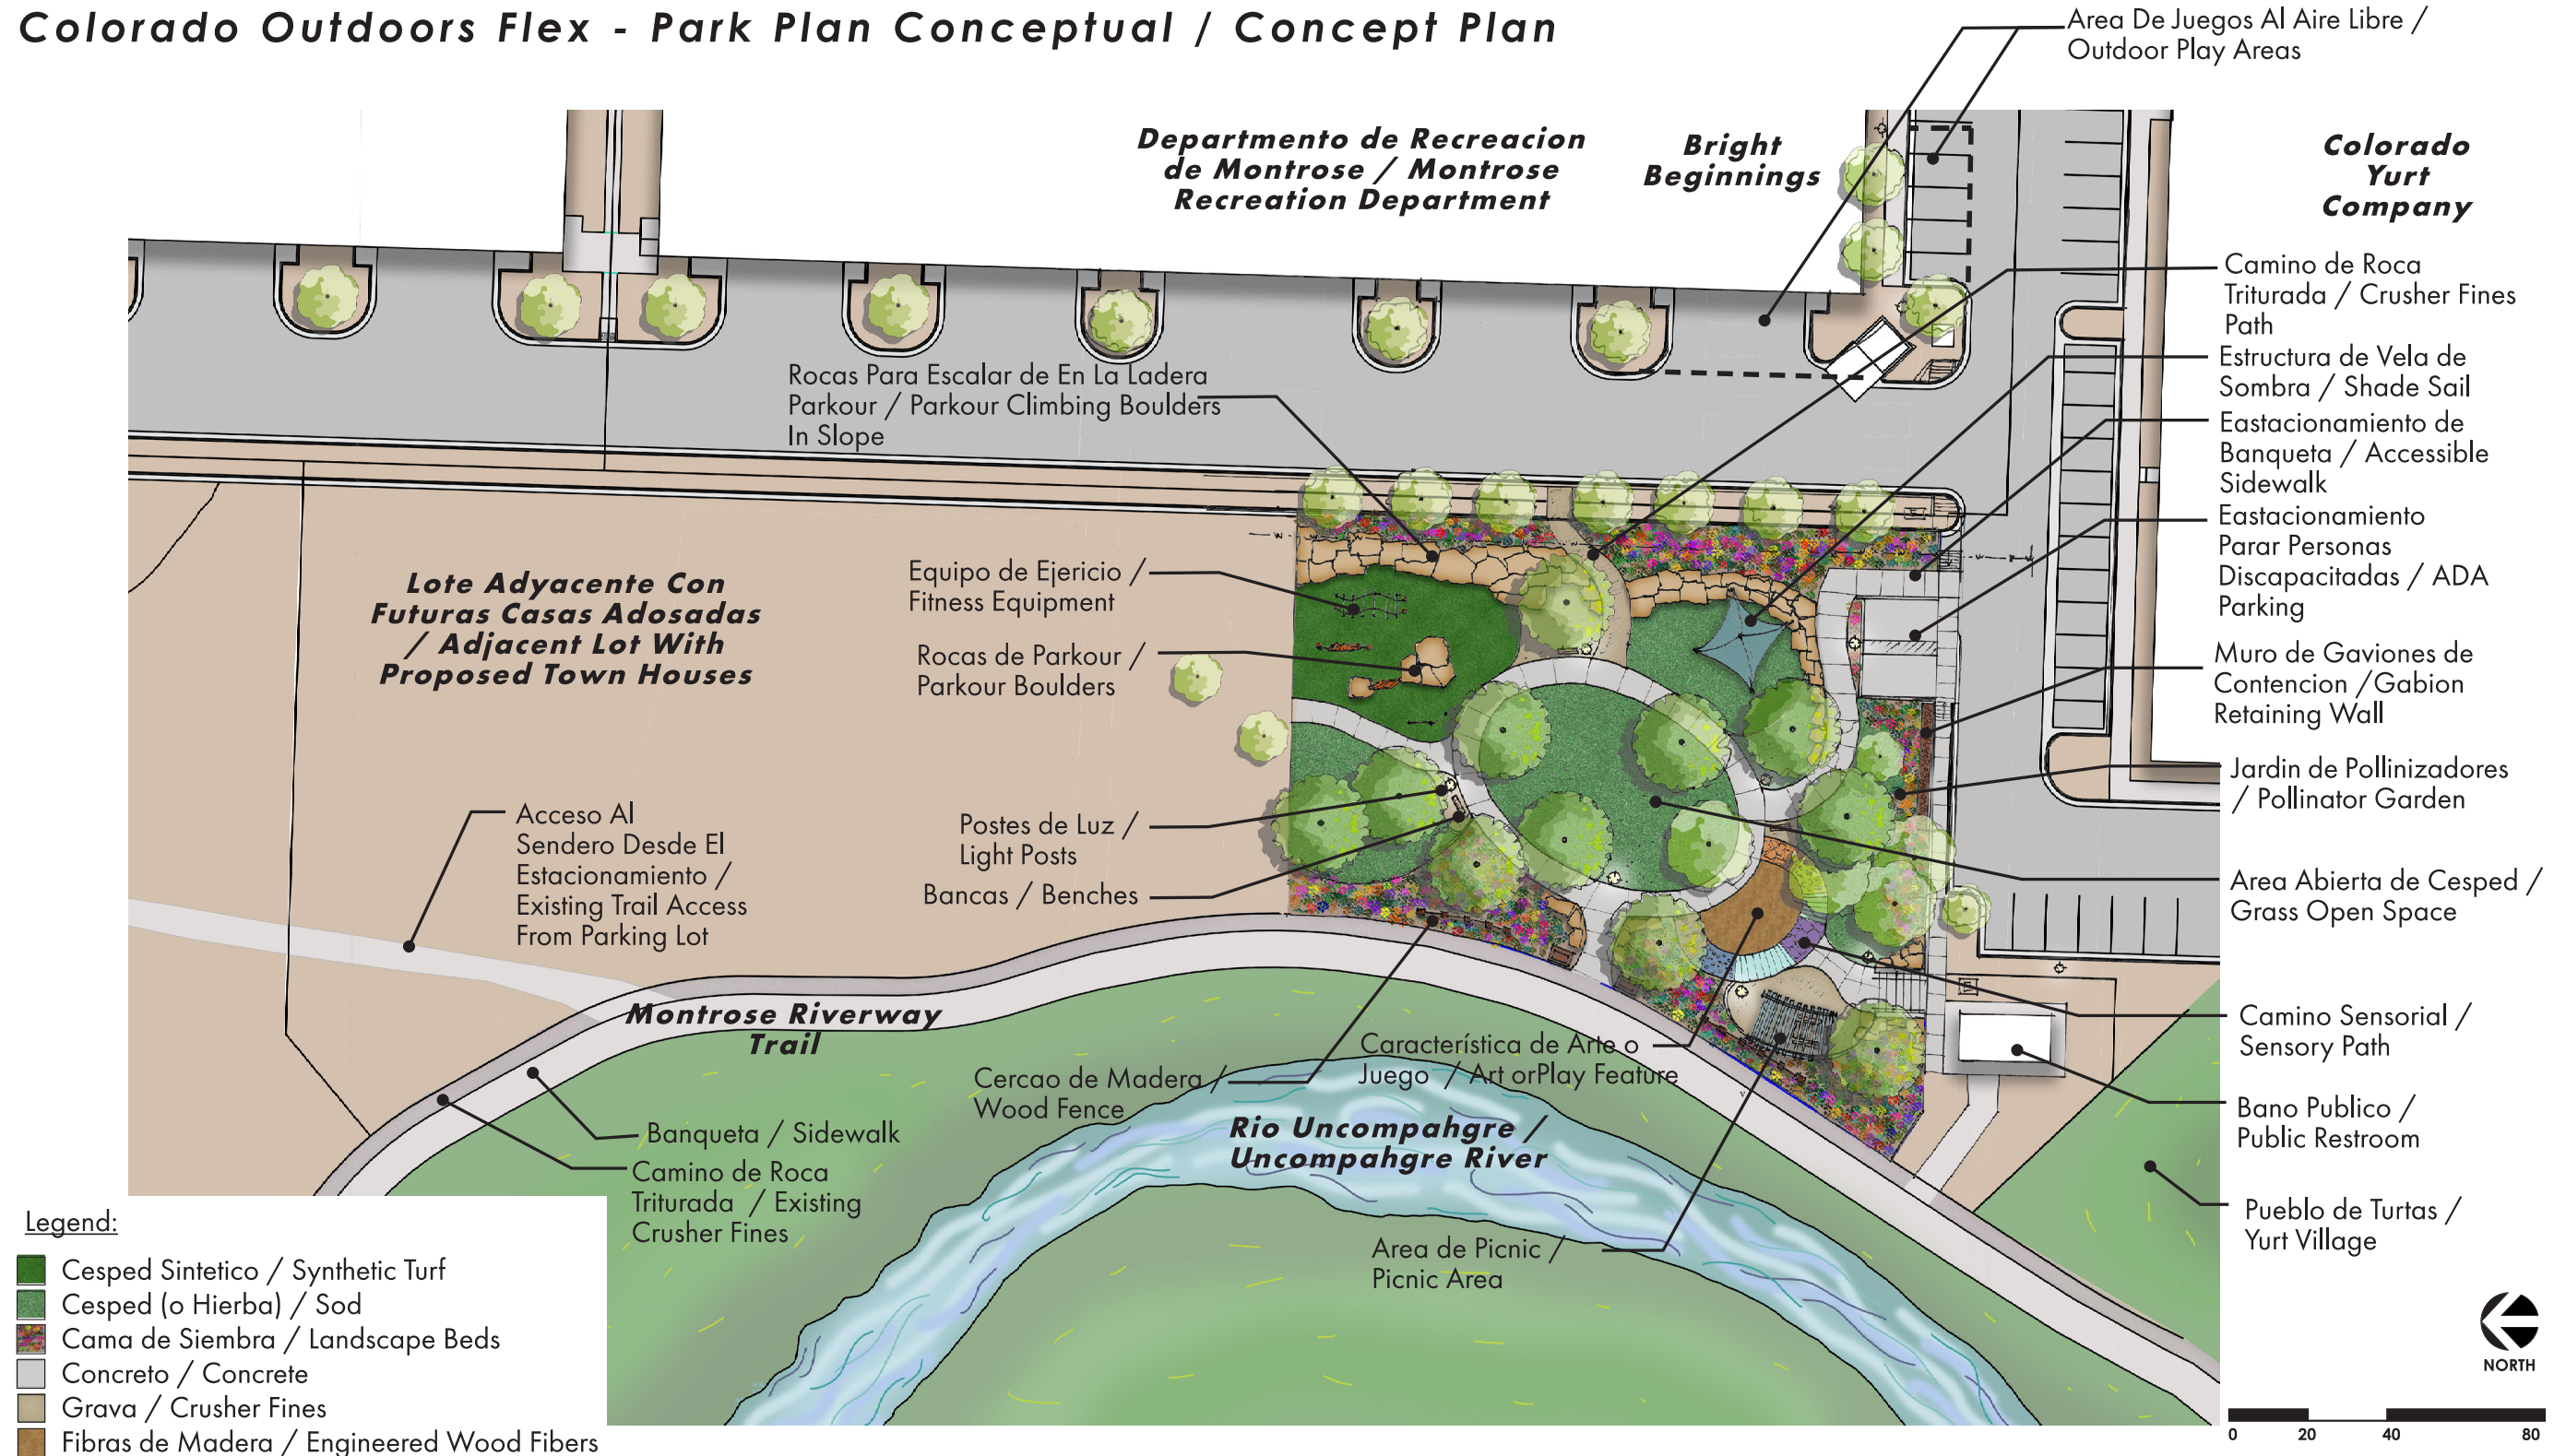 Colorado Outdoors Flex - Park Plan Conceptual / Concept Plan
Area De Juegos Al Aire Libre /
Outdoor Play Areas
Departmento de Recreacion
de Montrose / Montrose
Recreation Department
Bright
Beginnings
Colorado
Yurt
Company
Camino de Roca
Triturada / Crusher Fines
Path
Estructura de Vela de
Sombra / Shade Sail
Eastacionamiento de
Banqueta / Accessible
Sidewalk
Eastacionamiento
Parar Personas
Discapacitadas / ADA
Parking
Muro de Gaviones de
Contencion /Gabion
Retaining Wall
Jardin de Pollinizadores
/ Pollinator Garden
Area Abierta de Cesped /
Grass Open Space
Camino Sensorial /
Sensory Path
Bano Publico /
Public Restroom
Pueblo de Turtas /
Yurt Village
Rocas Para Escalar de En La Ladera
Parkour / Parkour Climbing Boulders
In Slope
Equipo de Ejericio /
Fitness Equipment
Rocas de Parkour /
Parkour Boulders
Lote Adyacente Con
Futuras Casas Adosadas
/ Adjacent Lot With
Proposed Town Houses
Acceso Al
Sendero Desde El
Estacionamiento /
Existing Trail Access
From Parking Lot
Postes de Luz /
Light Posts
Bancas / Benches
Montrose Riverway
Trail
Cercao de Madera /
Wood Fence
Característica de Arte o
Juego / Art orPlay Feature
Banqueta / Sidewalk
Camino de Roca
Triturada / Existing
Crusher Fines
Rio Uncompahgre /
Uncompahgre River
Area de Picnic /
Picnic Area
Legend:
Cesped Sintetico / Synthetic Turf
Cesped (o Hierba) / Sod
Cama de Siembra / Landscape Beds
Concreto / Concrete
Grava / Crusher Fines
Fibras de Madera / Engineered Wood Fibers
NORTH
0 20 40 80